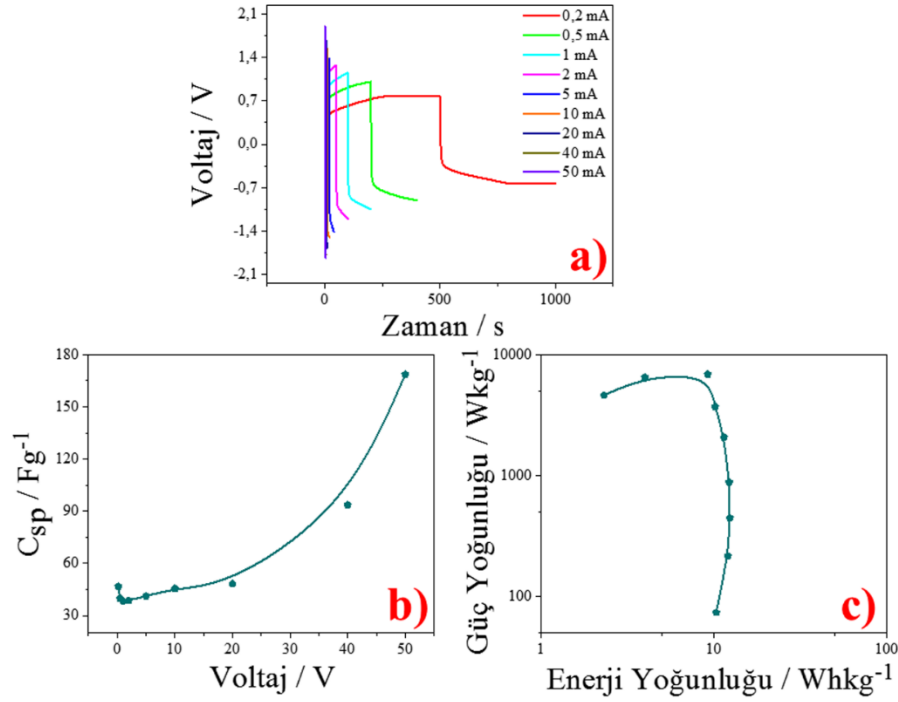 2,1
1,4
0,7
0,0
-0,7
-1,4
-2,1
Voltaj / V
0,2 mA
0,5 mA
1 mA
2 mA
5 mA
10 mA
20 mA
40 mA
50 mA
a)
0
500
1000
Zaman / s
180
150
120
90
60
30
Csp / Fg-1
b)
0
10
20
30
40
50
Voltaj / V
10000
1000
100
Güç Yoğunluğu / Wkg-1
c)
1
10
100
Enerji Yoğunluğu / Whkg-1